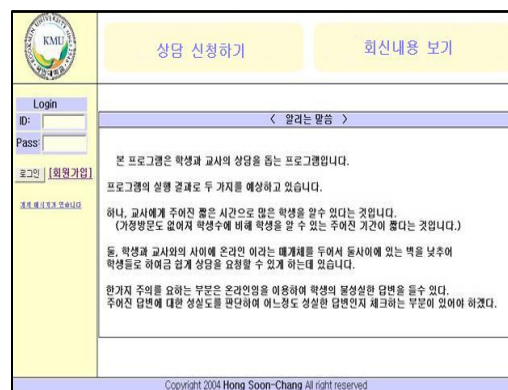 KMU
상담 신청하기
회신내용 보기
Login
ID:
Pass:
로그인 [회원가입]
< 알리는 말씀 >
본 프로그램은 학생과 교사의 상담을 돕는 프로그램입니다.
프로그램의 실행 결과로 두 가지를 예상하고 있습니다.
하나, 교사에게 주어진 짧은 시간으로 많은 학생을 알수 있다는 것입니다.
(가정방문도 없어져 학생수에 비해 학생을 알 수 있는 주어진 기간이 짧다는 것입니다.)
둘, 학생과 교사와의 사이에 온라인 이라는 매개체를 두어서 둘사이에 있는 벽을 낮추어
학생들로 하여금 쉽게 상담을 요청할 수 있게 하는데 있습니다.
한가지 주의를 요하는 부분은 온라인임을 이용하여 학생의 불성실한 답변을 들수 있다.
주어진 답변에 대한 성실도를 판단하여 어느정도 성실한 답변인지 체크하는 부분이 있어야 하겠다.
Copyright 2004 Hong Soon-Chang All right reserved